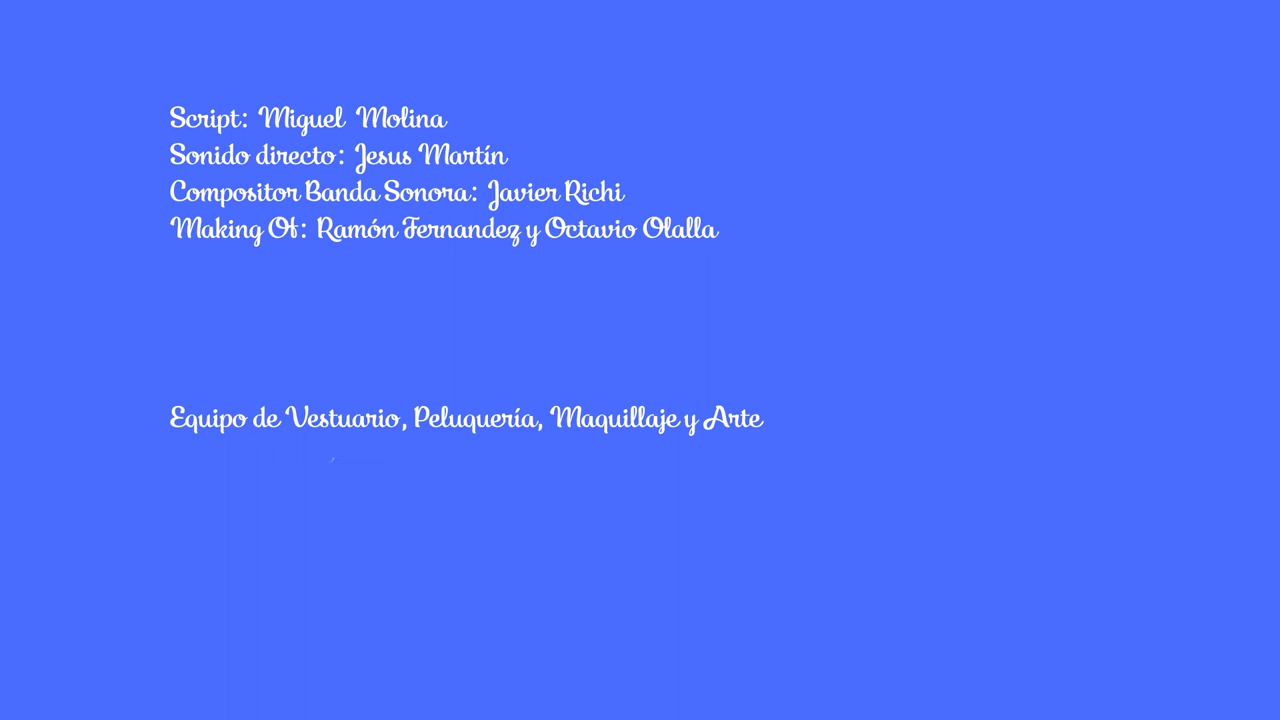 Script: Miguel Molina
Sonido directo: Jesus Martín
Compositor Banda Sonora: Javier Richi
Making Of: Ramón Fernandez y Octavio Olalla
Equipo de Vestuario, Peluquería, Maquillaje y Arte